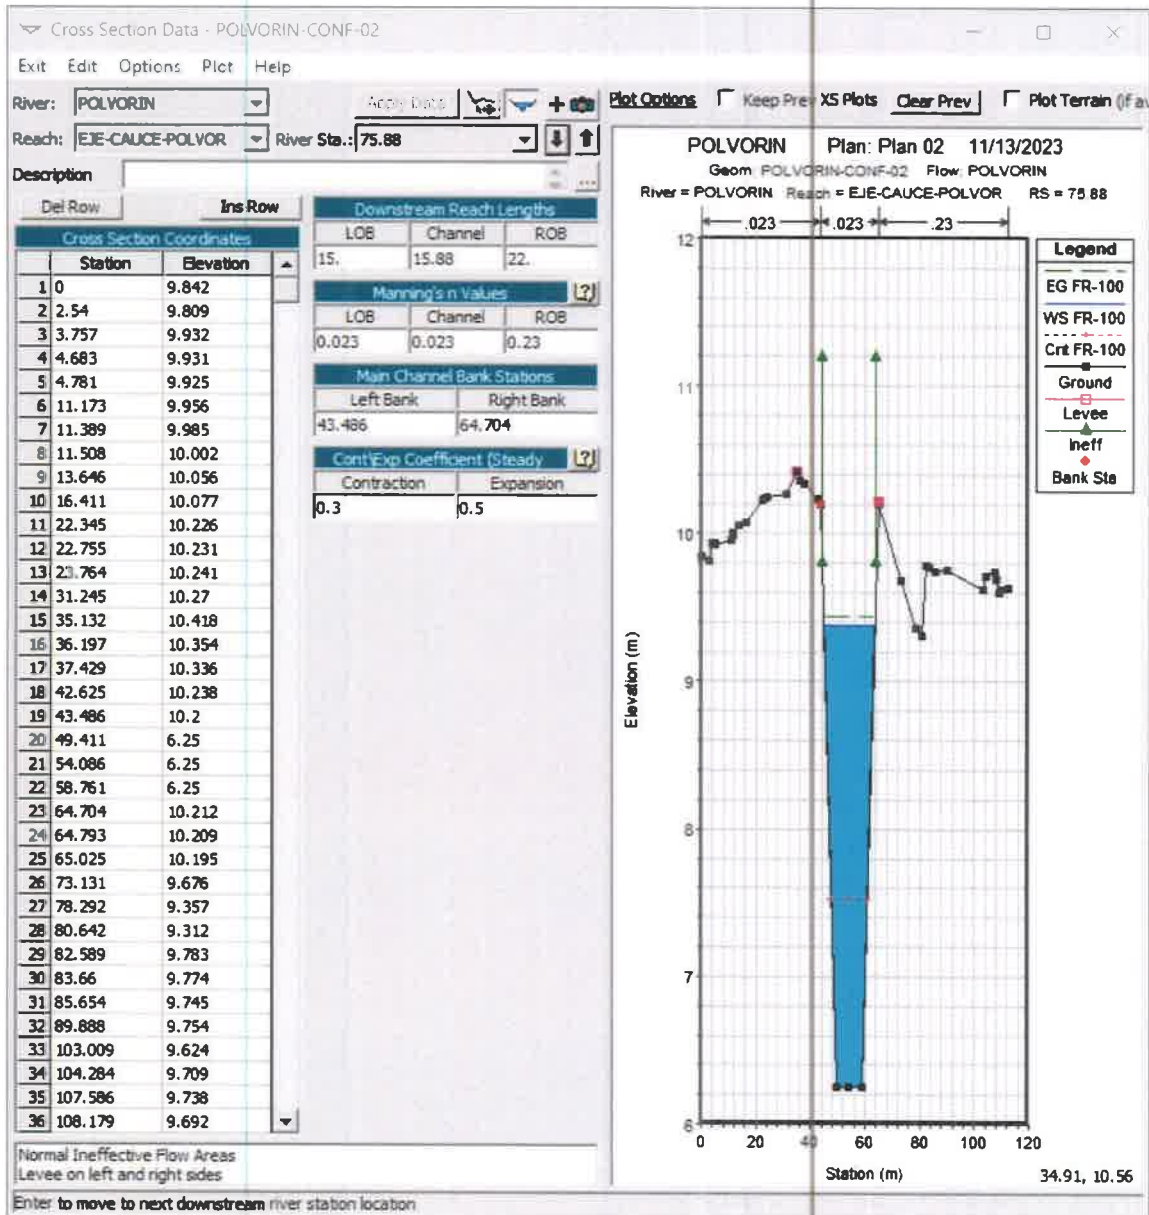 Cross Section Data - POLVORIN-CONF-02
Exit Edit Options Plot Help
River: POLVORIN Apply Data + Plot Options Keep Prev XS Plots Clear Prev Plot Terrain (if av
Reach: EJE-CAUCE-POLVOR River Sta.: 75.88
Description ...
Del Row Ins Row
Cross Section Coordinates
Station Elevation
1 0 9.842
2 2.54 9.809
3 3.757 9.932
4 4.683 9.931
5 4.781 9.925
6 11.173 9.956
7 11.389 9.985
8 11.508 10.002
9 13.646 10.056
10 16.411 10.077
11 22.345 10.226
12 22.755 10.231
13 23.764 10.241
14 31.245 10.27
15 35.132 10.418
16 36.197 10.354
17 37.429 10.336
18 42.625 10.238
19 43.486 10.2
20 49.411 6.25
21 54.086 6.25
22 58.761 6.25
23 64.704 10.212
24 64.793 10.209
25 65.025 10.195
26 73.131 9.676
27 78.292 9.357
28 80.642 9.312
29 82.589 9.783
30 83.66 9.774
31 85.654 9.745
32 89.888 9.754
33 103.009 9.624
34 104.284 9.709
35 107.586 9.738
36 108.179 9.692
Downstream Reach Lengths
LOB Channel ROB
15. 15.88 22.
Manning's n Values ?
LOB Channel ROB
0.023 0.023 0.23
Main Channel Bank Stations
Left Bank Right Bank
43.486 64.704
Cont\Exp Coefficient (Steady ?
Contraction Expansion
0.3 0.5
POLVORIN Plan: Plan 02 11/13/2023
Geom: POLVORIN-CONF-02 Flow: POLVORIN
River = POLVORIN Reach = EJE-CAUCE-POLVOR RS = 75.88
.023 .023 .23
12
11
10
9
8
7
6
Elevation (m)
0 20 40 60 80 100 120
Station (m)
34.91, 10.56
Legend
EG FR-100
WS FR-100
Crit FR-100
Ground
Levee
Ineff
Bank Sta
Normal Ineffective Flow Areas
Levee on left and right sides
Enter to move to next downstream river station location